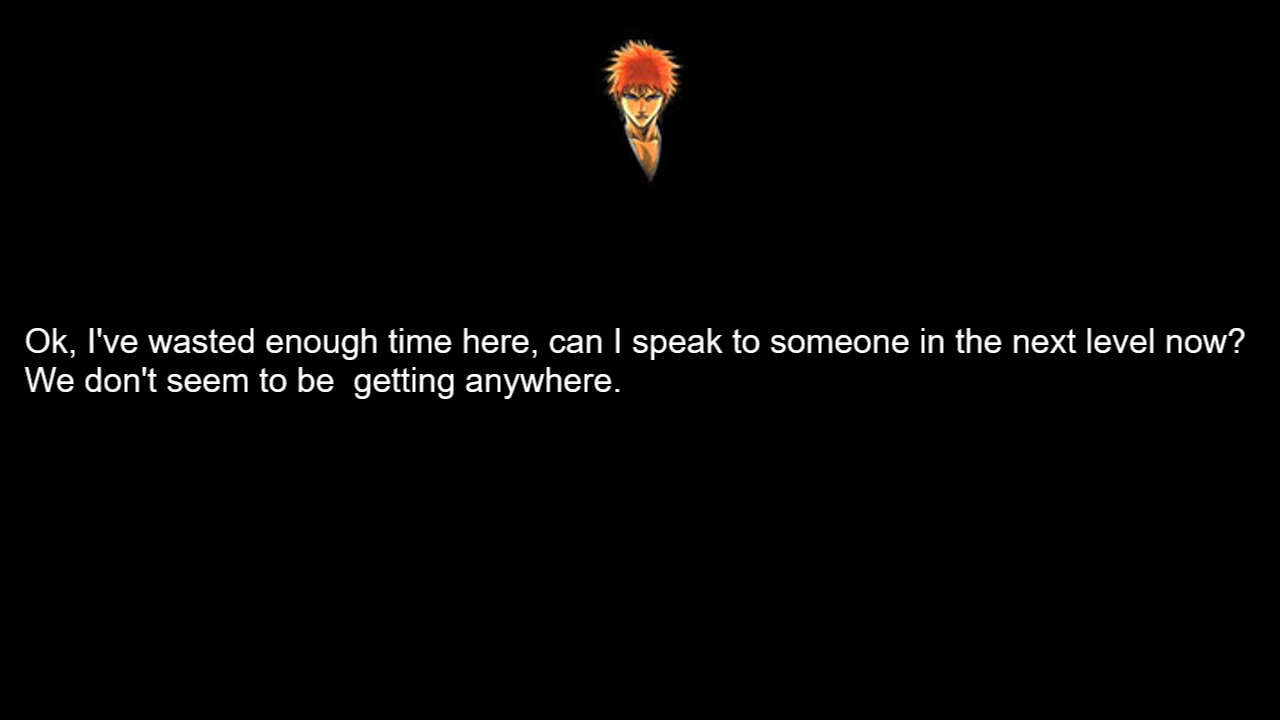 Ok, I've wasted enough time here, can I speak to someone in the next level now?
We don't seem to be  getting anywhere.